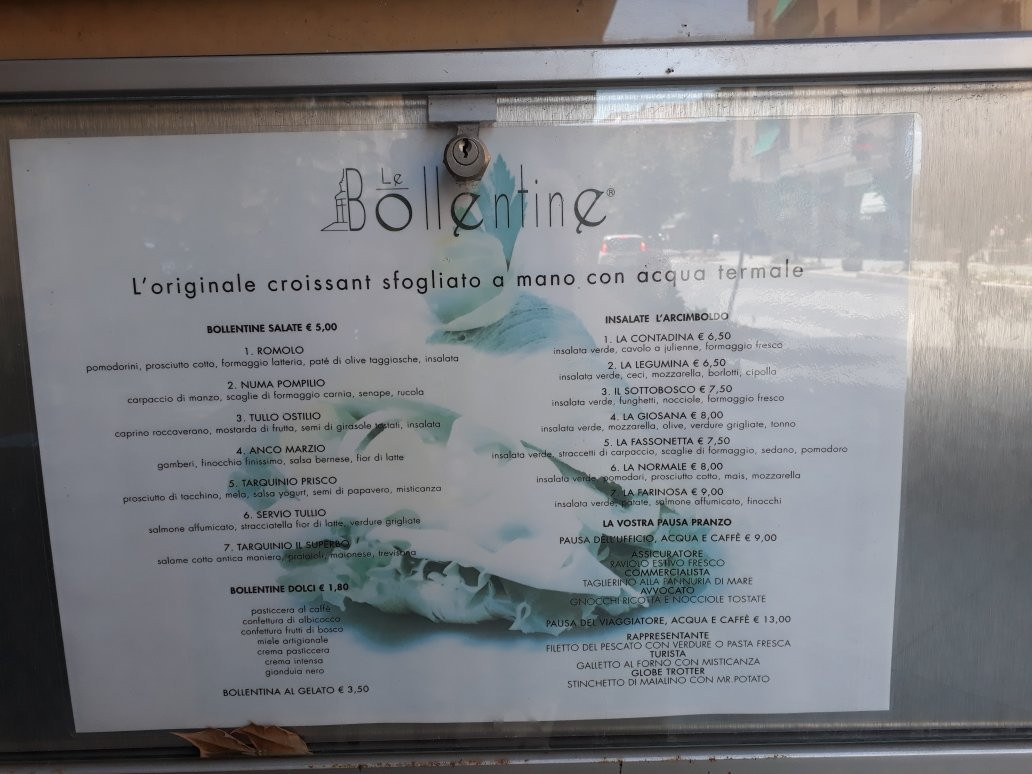 Le Bollentine®
L'originale croissant sfogliato a mano con acqua termale
BOLLENTINE SALATE € 5,00
1. ROMOLO
pomodorini, prosciutto cotto, formaggio latteria, paté di olive taggiasche, insalata
2. NUMA POMPILIO
carpaccio di manzo, scaglie di formaggio carnia, senape, rucola
3. TULLO OSTILIO
caprino roccaverano, mostarda di frutta, semi di girasole tostati, insalata
4. ANCO MARZIO
gamberi, finocchio finissimo, salsa bernese, fior di latte
5. TARQUINIO PRISCO
prosciutto di tacchino, mela, salsa yogurt, semi di papavero, misticanza
6. SERVIO TULLIO
salmone affumicato, stracciatella fior di latte, verdure grigliate
7. TARQUINIO IL SUPERBO
salame cotto antica maniera, prataioli, maionese, trevisana
BOLLENTINE DOLCI € 1,80
pasticcera al caffè
confettura di albicocca
confettura frutti di bosco
miele artigianale
crema pasticcera
crema intensa
gianduia nero
BOLLENTINA AL GELATO € 3,50
INSALATE L'ARCIMBOLDO
1. LA CONTADINA € 6,50
insalata verde, cavolo a julienne, formaggio fresco
2. LA LEGUMINA € 6,50
insalata verde, ceci, mozzarella, borlotti, cipolla
3. IL SOTTOBOSCO € 7,50
insalata verde, funghetti, nocciole, formaggio fresco
4. LA GIOSANA € 8,00
insalata verde, mozzarella, olive, verdure grigliate, tonno
5. LA FASSONETTA € 7,50
insalata verde, straccetti di carpaccio, scaglie di formaggio, sedano, pomodoro
6. LA NORMALE € 8,00
insalata verde, pomodori, prosciutto cotto, mais, mozzarella
7. LA FARINOSA € 9,00
insalata verde, patate, salmone affumicato, finocchi
LA VOSTRA PAUSA PRANZO
PAUSA DELL'UFFICIO, ACQUA E CAFFÈ € 9,00
ASSICURATORE
RAVIOLO ESTIVO FRESCO
COMMERCIALISTA
TAGLIERINO ALLA PANNURIA DI MARE
AVVOCATO
GNOCCHI RICOTTA E NOCCIOLE TOSTATE
PAUSA DEL VIAGGIATORE, ACQUA E CAFFÈ € 13,00
RAPPRESENTANTE
FILETTO DEL PESCATO CON VERDURE O PASTA FRESCA
TURISTA
GALLETTO AL FORNO CON MISTICANZA
GLOBE TROTTER
STINCHETTO DI MAIALINO CON MR.POTATO